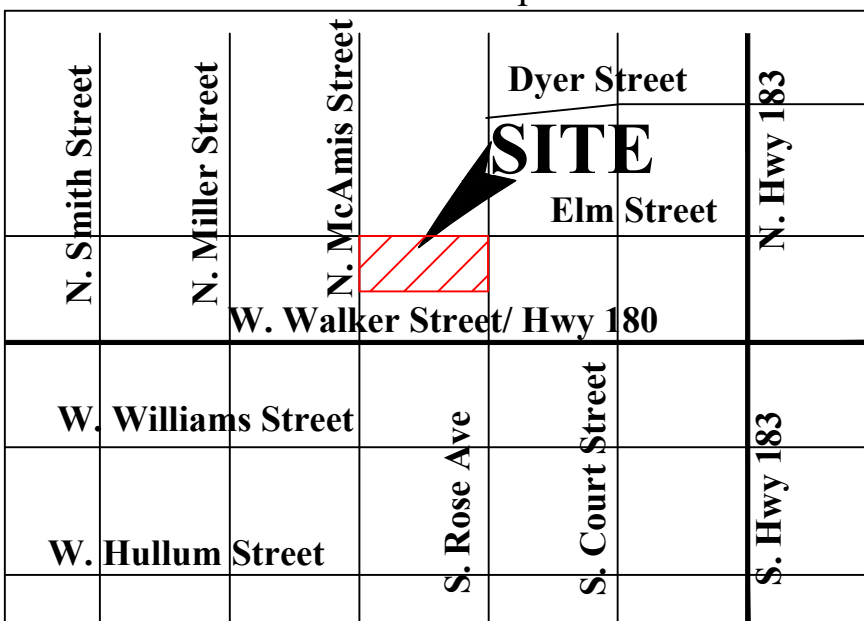 Dyer Street
SITE
Elm Street
N. Smith Street
N. Miller Street
N. McAmis Street
N. Hwy 183
W. Walker Street/ Hwy 180
W. Williams Street
W. Hullum Street
S. Rose Ave
S. Court Street
S. Hwy 183